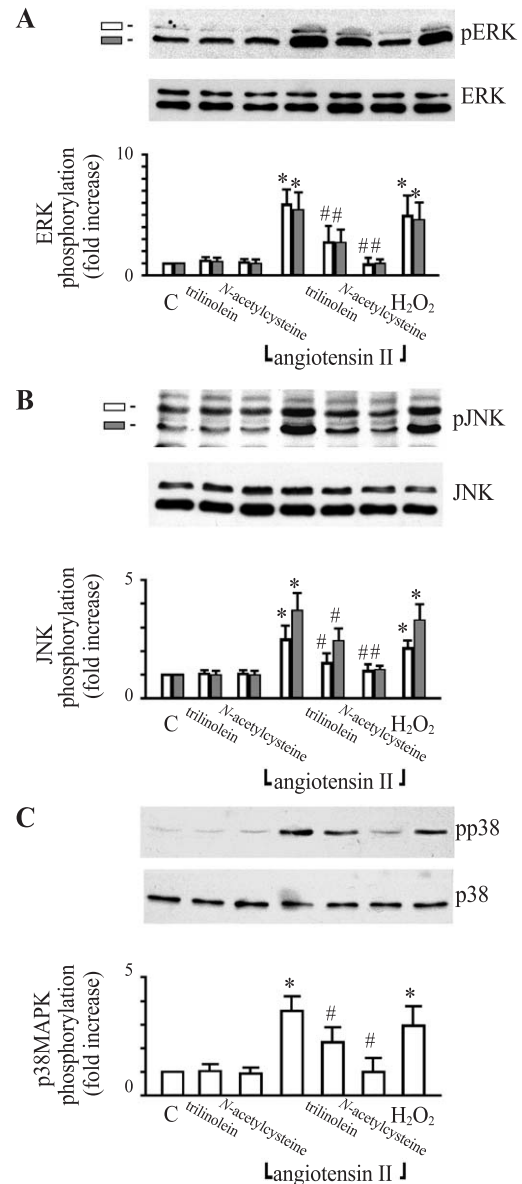 A
pERK
ERK
10
0
ERK
phosphorylation
(fold increase)
* *
##
##
* *
C
trilinolein
N-acetylcysteine
trilinolein
N-acetylcysteine
H₂O₂
angiotensin II
B
pJNK
JNK
5
0
JNK
phosphorylation
(fold increase)
* *
# #
##
* *
C
trilinolein
N-acetylcysteine
trilinolein
N-acetylcysteine
H₂O₂
angiotensin II
C
pp38
p38
5
0
p38MAPK
phosphorylation
(fold increase)
*
#
#
*
C
trilinolein
N-acetylcysteine
trilinolein
N-acetylcysteine
H₂O₂
angiotensin II